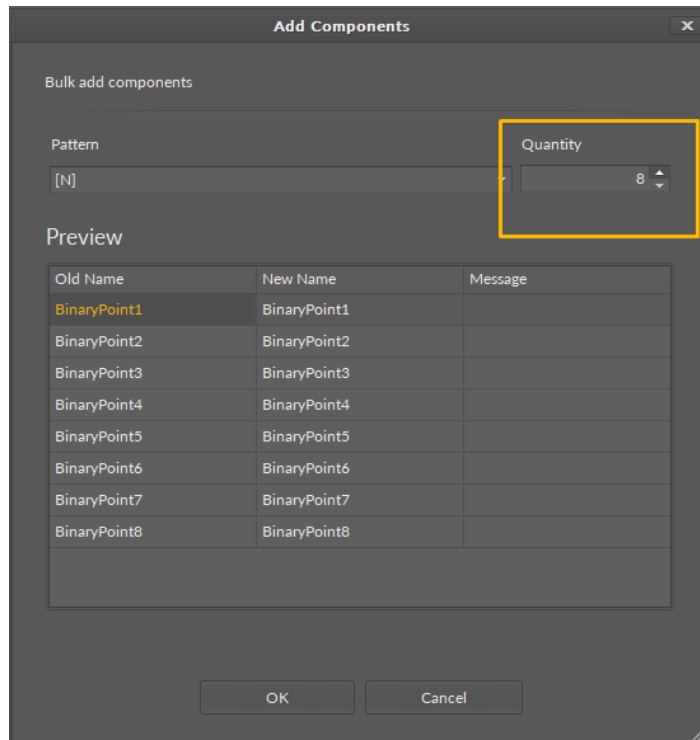 Add Components
Bulk add components
Pattern Quantity
[N] 8
Preview
Old Name New Name Message
BinaryPoint1 BinaryPoint1
BinaryPoint2 BinaryPoint2
BinaryPoint3 BinaryPoint3
BinaryPoint4 BinaryPoint4
BinaryPoint5 BinaryPoint5
BinaryPoint6 BinaryPoint6
BinaryPoint7 BinaryPoint7
BinaryPoint8 BinaryPoint8
OK Cancel